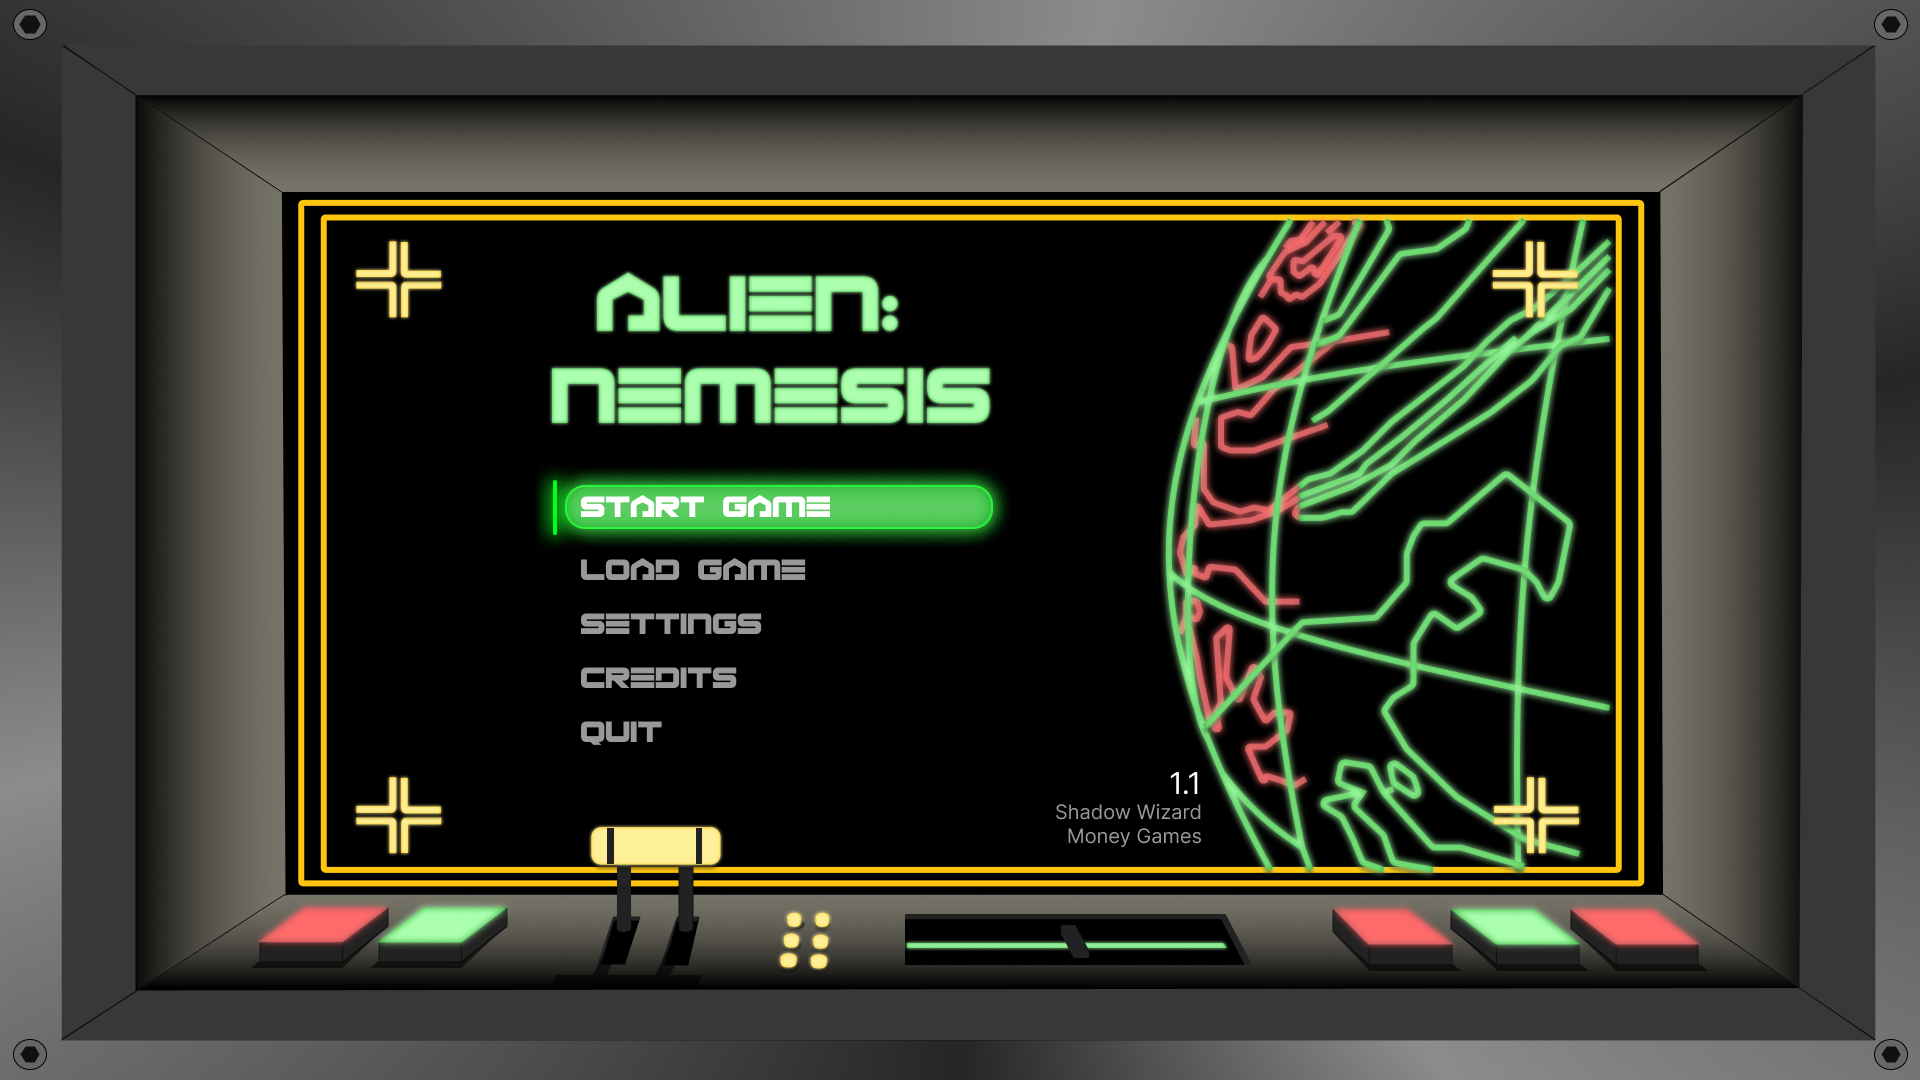 ALIEN:
NEMESIS
START GAME
LOAD GAME
SETTINGS
CREDITS
QUIT
1.1
Shadow Wizard
Money Games